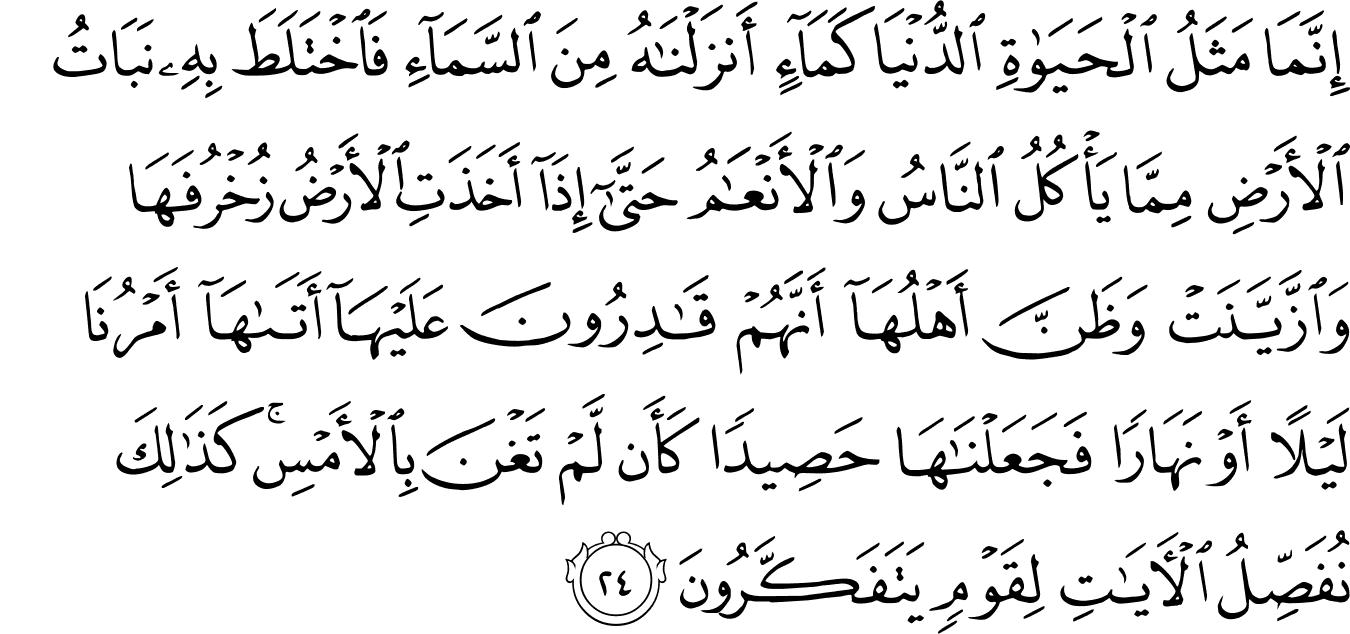 إِنَّمَا مَثَلُ ٱلْحَيَوٰةِ ٱلدُّنْيَا كَمَآءٍ أَنزَلْنَٰهُ مِنَ ٱلسَّمَآءِ فَٱخْتَلَطَ بِهِۦ نَبَاتُ
ٱلْأَرْضِ مِمَّا يَأْكُلُ ٱلنَّاسُ وَٱلْأَنْعَٰمُ حَتَّىٰٓ إِذَآ أَخَذَتِ ٱلْأَرْضُ زُخْرُفَهَا
وَٱزَّيَّنَتْ وَظَنَّ أَهْلُهَآ أَنَّهُمْ قَٰدِرُونَ عَلَيْهَآ أَتَىٰهَآ أَمْرُنَا
لَيْلًا أَوْ نَهَارًا فَجَعَلْنَٰهَا حَصِيدًا كَأَن لَّمْ تَغْنَ بِٱلْأَمْسِ ۚ كَذَٰلِكَ
نُفَصِّلُ ٱلْأَيَٰتِ لِقَوْمٍ يَتَفَكَّرُونَ ٢٤